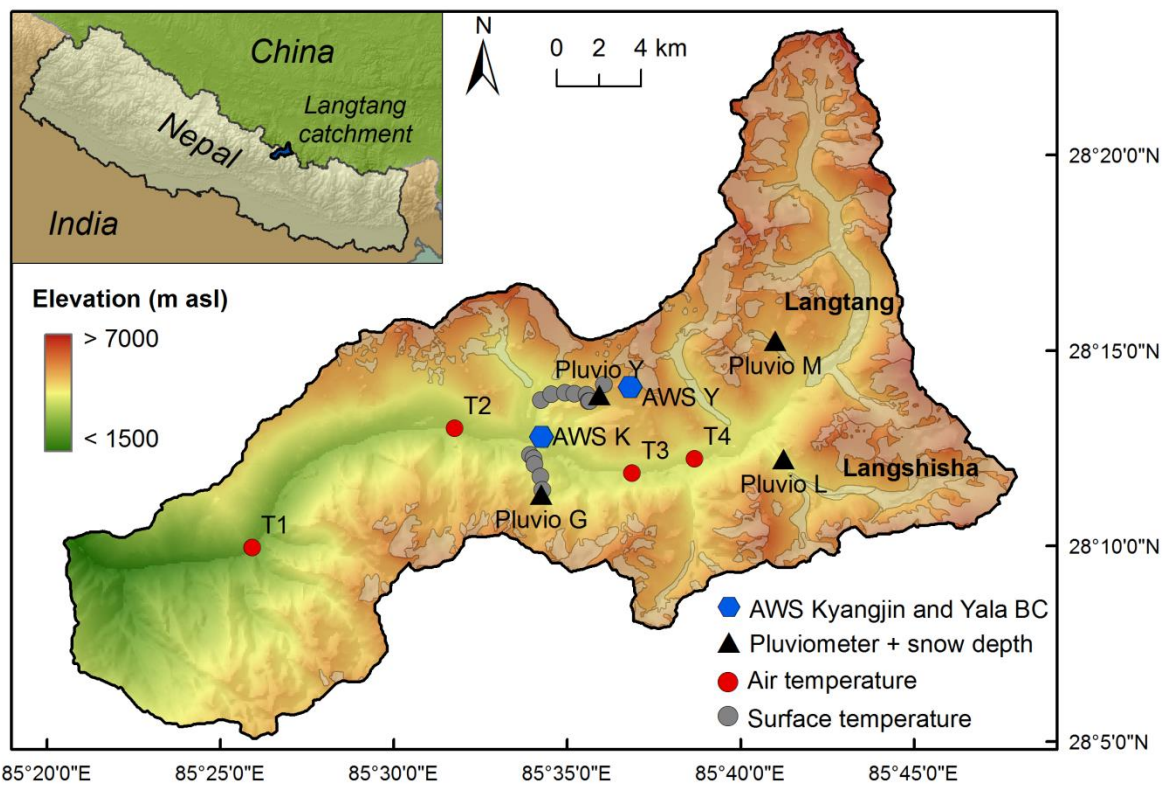 China
Langtang
catchment
Nepal
India
N
0 2 4 km
Elevation (m asl)
> 7000
< 1500
Langtang
Pluvio M
Pluvio Y
AWS Y
T2
AWS K
T3
T4
Pluvio L
Langshisha
Pluvio G
T1
AWS Kyangjin and Yala BC
Pluviometer + snow depth
Air temperature
Surface temperature
28°20'0"N
28°15'0"N
28°10'0"N
28°5'0"N
85°20'0"E 85°25'0"E 85°30'0"E 85°35'0"E 85°40'0"E 85°45'0"E